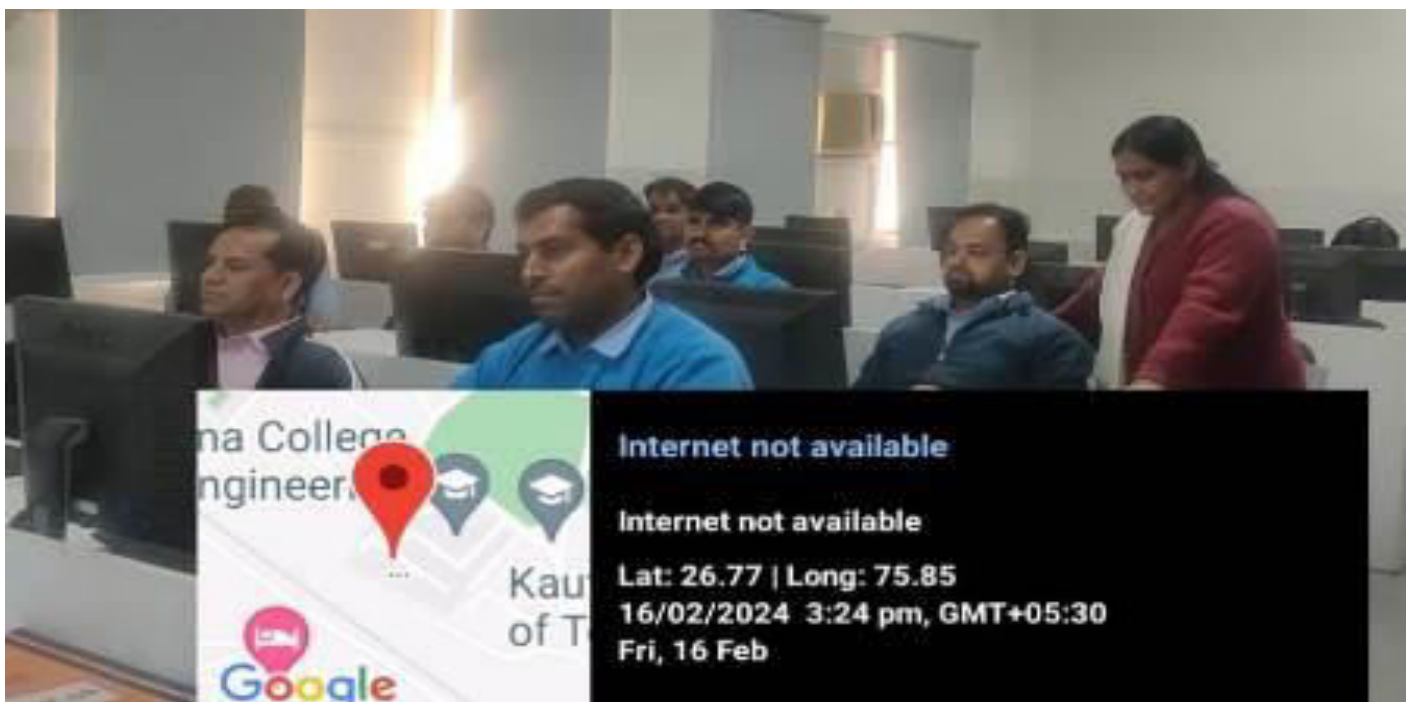 na College
ngineer
Kau
of T
Google
Internet not available
Internet not available
Lat: 26.77 | Long: 75.85
16/02/2024 3:24 pm, GMT+05:30
Fri, 16 Feb